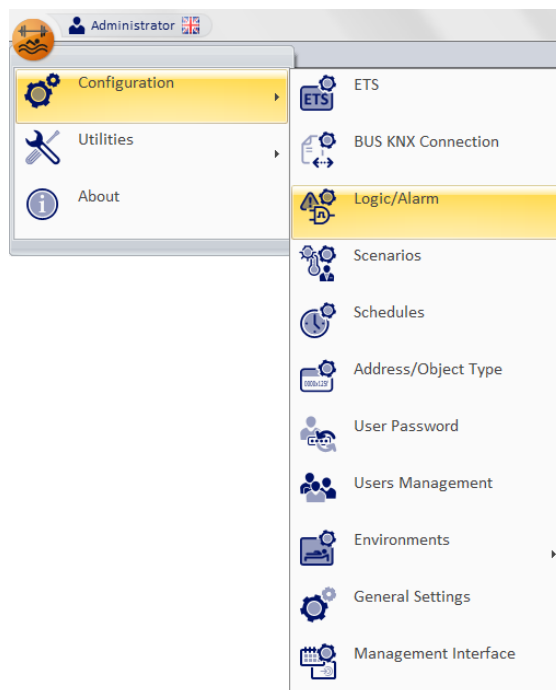 Administrator
Configuration
Utilities
About
ETS
ETS
BUS KNX Connection
Logic/Alarm
Scenarios
Schedules
Address/Object Type
User Password
Users Management
Environments
General Settings
Management Interface